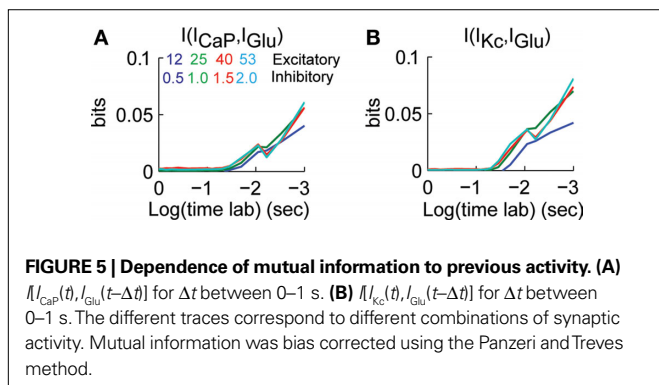 A I(I_CaP,I_Glu) B I(I_Kc,I_Glu)
0.1 12 25 40 53 Excitatory 0.1
0.5 1.0 1.5 2.0 Inhibitory
bits 0.05 bits 0.05
0 0
0 −1 −2 −3 0 −1 −2 −3
Log(time lab) (sec) Log(time lab) (sec)
FIGURE 5 | Dependence of mutual information to previous activity. (A)
I[I_CaP(t), I_Glu(t–Δt)] for Δt between 0–1 s. (B) I[I_Kc(t), I_Glu(t–Δt)] for Δt between
0–1 s. The different traces correspond to different combinations of synaptic
activity. Mutual information was bias corrected using the Panzeri and Treves
method.